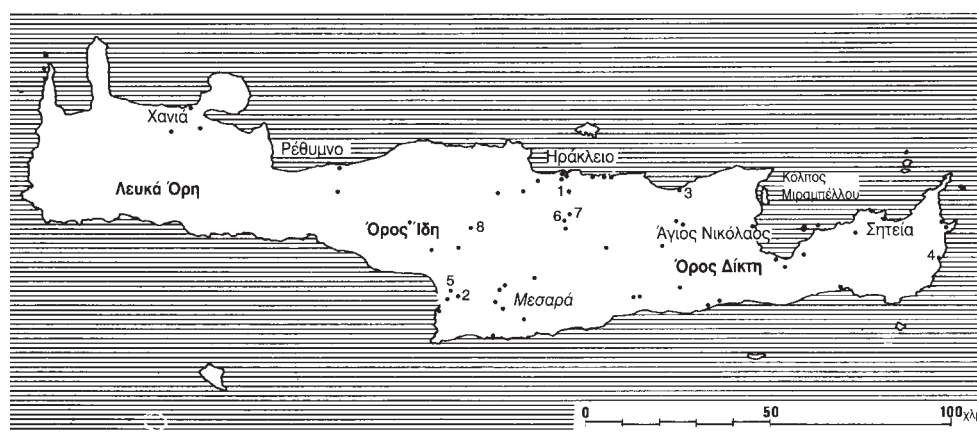 Χανιά
Ρέθυμνο
Ηράκλειο
Λευκά Όρη
1
3
Κόλπος
Μιραμπέλλου
6
7
Όρος Ίδη
8
Άγιος Νικόλαος
Σητεία
Όρος Δίκτη
4
5
2
Μεσαρά
0
50
100 χλμ